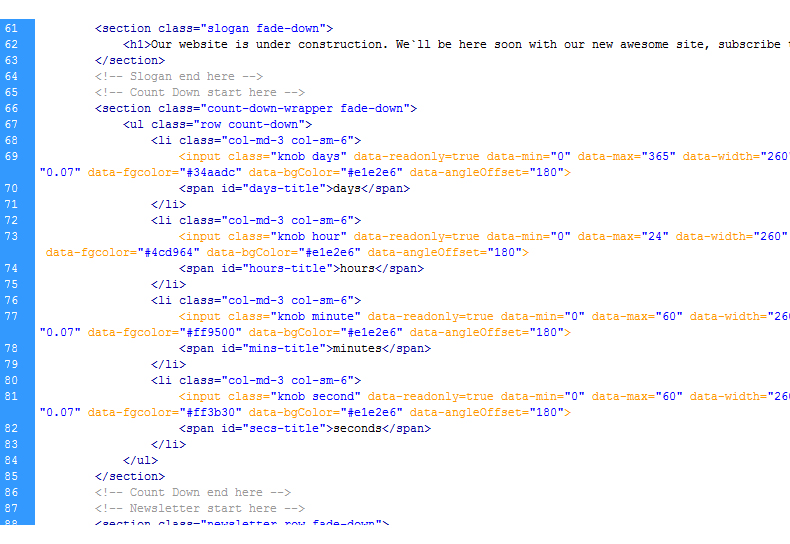 61 <section class="slogan fade-down">
62 <h1>Our website is under construction. We`ll be here soon with our new awesome site, subscribe
63 </section>
64 <!-- Slogan end here -->
65 <!-- Count Down start here -->
66 <section class="count-down-wrapper fade-down">
67 <ul class="row count-down">
68 <li class="col-md-3 col-sm-6">
69 <input class="knob days" data-readonly=true data-min="0" data-max="365" data-width="260"
"0.07" data-fgcolor="#34aadc" data-bgColor="#e1e2e6" data-angleOffset="180">
70 <span id="days-title">days</span>
71 </li>
72 <li class="col-md-3 col-sm-6">
73 <input class="knob hour" data-readonly=true data-min="0" data-max="24" data-width="260"
data-fgcolor="#4cd964" data-bgColor="#e1e2e6" data-angleOffset="180">
74 <span id="hours-title">hours</span>
75 </li>
76 <li class="col-md-3 col-sm-6">
77 <input class="knob minute" data-readonly=true data-min="0" data-max="60" data-width="26
"0.07" data-fgcolor="#ff9500" data-bgColor="#e1e2e6" data-angleOffset="180">
78 <span id="mins-title">minutes</span>
79 </li>
80 <li class="col-md-3 col-sm-6">
81 <input class="knob second" data-readonly=true data-min="0" data-max="60" data-width="26
"0.07" data-fgcolor="#ff3b30" data-bgColor="#e1e2e6" data-angleOffset="180">
82 <span id="secs-title">seconds</span>
83 </li>
84 </ul>
85 </section>
86 <!-- Count Down end here -->
87 <!-- Newsletter start here -->
88 <section class="newsletter row fade-down">